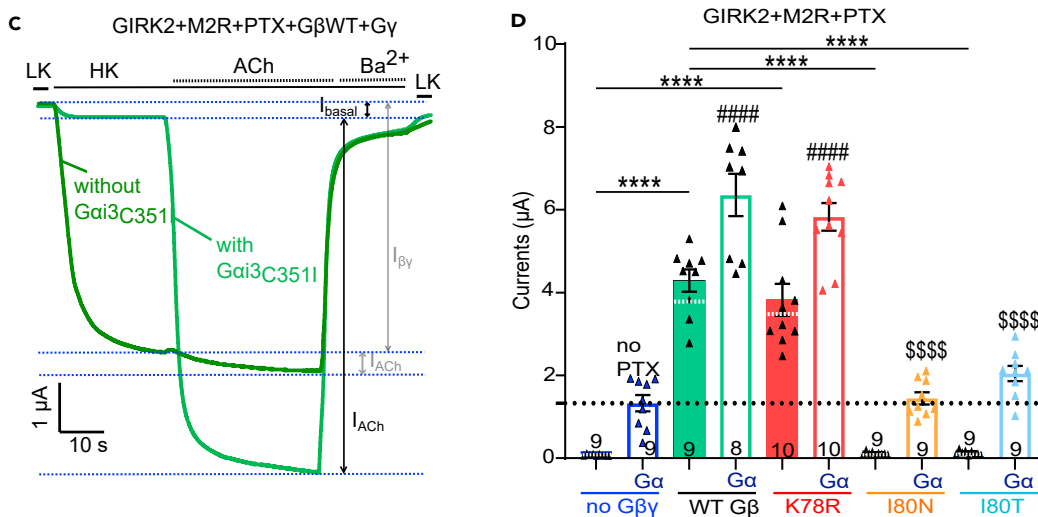 C
GIRK2+M2R+PTX+GβWT+Gγ
LK HK ACh Ba2+ LK
Ibasal
without
Gαi3C351I
with
Gαi3C351I
Iβγ
IACh
IACh
1 µA
10 s
D
GIRK2+M2R+PTX
Currents (µA)
10
8
6
4
2
0
****
****
****
****
####
####
no
PTX
$$$$
$$$$
9 9 9 8 10 10 9 9 9 9
Gα Gα Gα Gα Gα
no Gβγ WT Gβ K78R I80N I80T